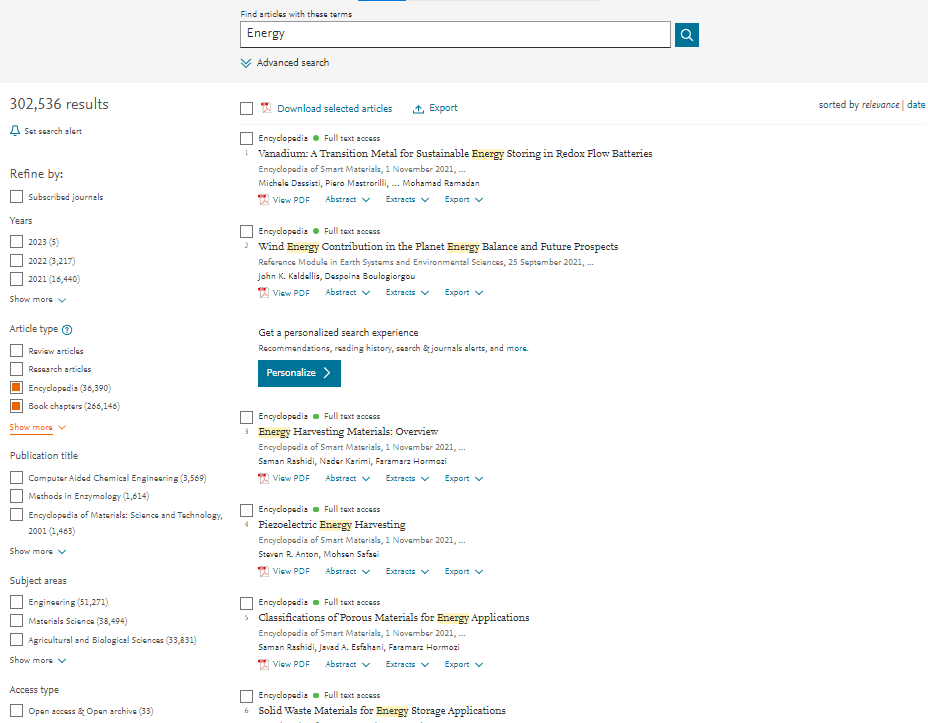 Find articles with these terms
Energy
Advanced search
302,536 results
Set search alert
Refine by:
Subscribed journals
Years
2023 (5)
2022 (3,217)
2021 (16,440)
Show more
Article type
Review articles
Research articles
Encyclopedia (36,390)
Book chapters (266,146)
Show more
Publication title
Computer Aided Chemical Engineering (3,569)
Methods in Enzymology (1,614)
Encyclopedia of Materials: Science and Technology,
2001 (1,463)
Show more
Subject areas
Engineering (51,271)
Materials Science (38,494)
Agricultural and Biological Sciences (33,831)
Show more
Access type
Open access & Open archive (33)
Download selected articles Export
sorted by relevance | date
Encyclopedia Full text access
1 Vanadium: A Transition Metal for Sustainable Energy Storing in Redox Flow Batteries
Encyclopedia of Smart Materials, 1 November 2021, ...
Michele Dassisti, Piero Mastrorilli, ... Mohamad Ramadan
View PDF Abstract Extracts Export
Encyclopedia Full text access
2 Wind Energy Contribution in the Planet Energy Balance and Future Prospects
Reference Module in Earth Systems and Environmental Sciences, 25 September 2021, ...
John K. Kaldellis, Despoina Boulogiorgou
View PDF Abstract Extracts Export
Get a personalized search experience
Recommendations, reading history, search & journals alerts, and more.
Personalize
Encyclopedia Full text access
3 Energy Harvesting Materials: Overview
Encyclopedia of Smart Materials, 1 November 2021, ...
Saman Rashidi, Nader Karimi, Faramarz Hormozi
View PDF Abstract Extracts Export
Encyclopedia Full text access
4 Piezoelectric Energy Harvesting
Encyclopedia of Smart Materials, 1 November 2021, ...
Steven R. Anton, Mohsen Safaei
View PDF Abstract Extracts Export
Encyclopedia Full text access
5 Classifications of Porous Materials for Energy Applications
Encyclopedia of Smart Materials, 1 November 2021, ...
Saman Rashidi, Javad A. Esfahani, Faramarz Hormozi
View PDF Abstract Extracts Export
Encyclopedia Full text access
6 Solid Waste Materials for Energy Storage Applications